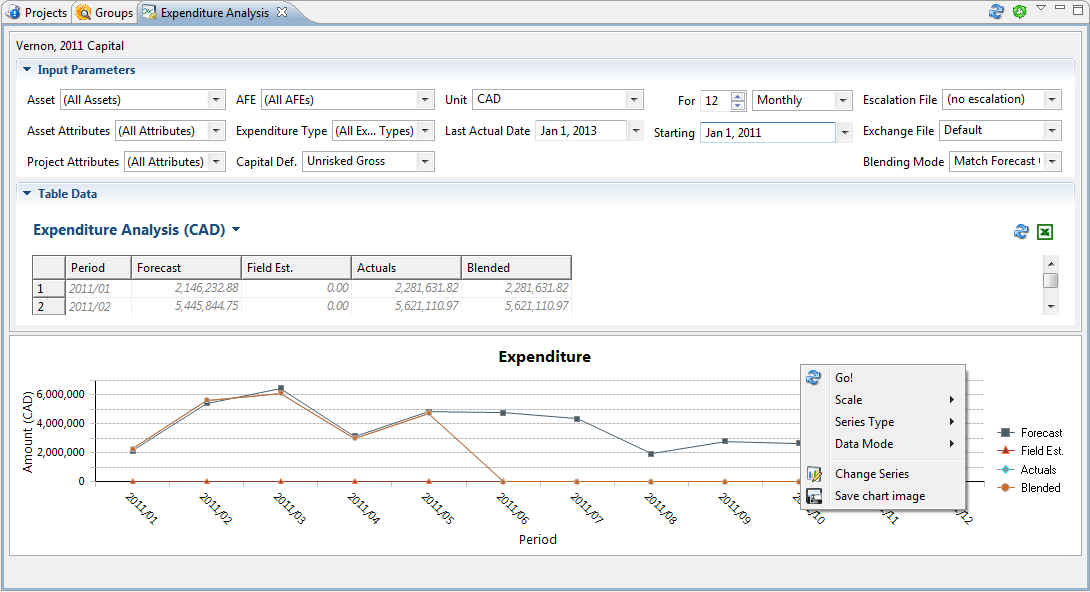 Projects Groups Expenditure Analysis
Vernon, 2011 Capital
Input Parameters
Asset (All Assets) AFE (All AFEs) Unit CAD For 12 Monthly Escalation File (no escalation)
Asset Attributes (All Attributes) Expenditure Type (All Ex... Types) Last Actual Date Jan 1, 2013 Starting Jan 1, 2011 Exchange File Default
Project Attributes (All Attributes) Capital Def. Unrisked Gross Blending Mode Match Forecast
Table Data
Expenditure Analysis (CAD)
Period Forecast Field Est. Actuals Blended
1 2011/01 2,146,232.88 0.00 2,281,631.82 2,281,631.82
2 2011/02 5,445,844.75 0.00 5,621,110.97 5,621,110.97
Expenditure
Amount (CAD)
6,000,000
4,000,000
2,000,000
0
2011/01 2011/02 2011/03 2011/04 2011/05 2011/06 2011/07 2011/08 2011/09 /10 /11 /12
Period
Go!
Scale
Series Type
Data Mode
Change Series
Save chart image
Forecast
Field Est.
Actuals
Blended